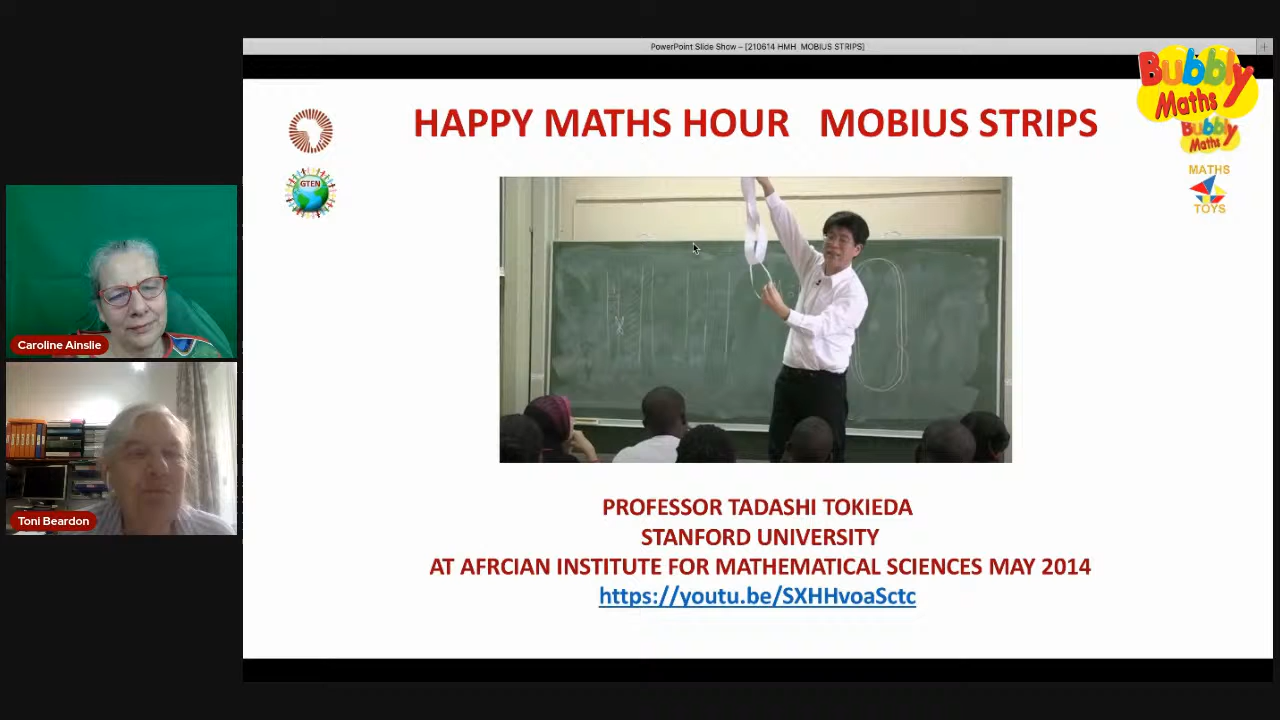 PowerPoint Slide Show – [210614 HMH MOBIUS STRIPS]
Bubbly
Maths
HAPPY MATHS HOUR MOBIUS STRIPS
Bubbly
Maths
GTEN
MATHS
TOYS
Caroline Ainslie
Toni Beardon
PROFESSOR TADASHI TOKIEDA
STANFORD UNIVERSITY
AT AFRCIAN INSTITUTE FOR MATHEMATICAL SCIENCES MAY 2014
https://youtu.be/SXHHvoaSctc